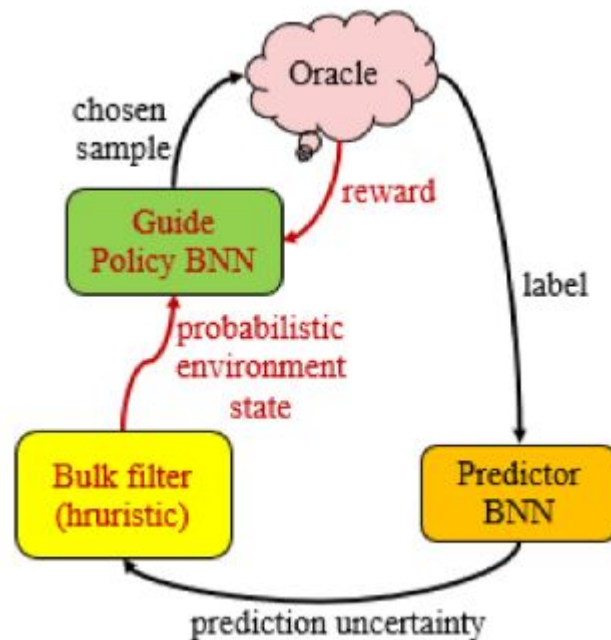 Oracle
chosen
sample
reward
Guide
Policy BNN
label
probabilistic
environment
state
Bulk filter
(hruristic)
Predictor
BNN
prediction uncertainty